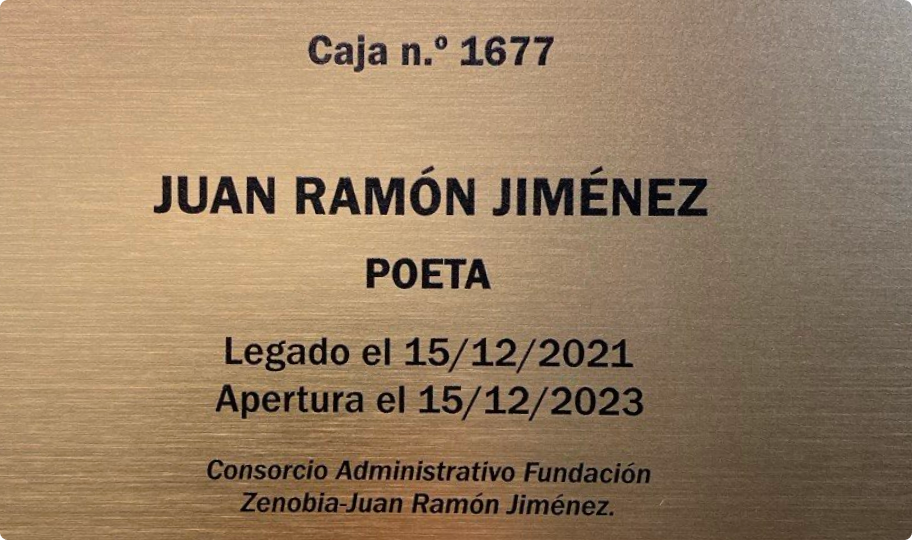 Caja n.º 1677
JUAN RAMÓN JIMÉNEZ
POETA
Legado el 15/12/2021
Apertura el 15/12/2023
Consorcio Administrativo Fundación
Zenobia-Juan Ramón Jiménez.